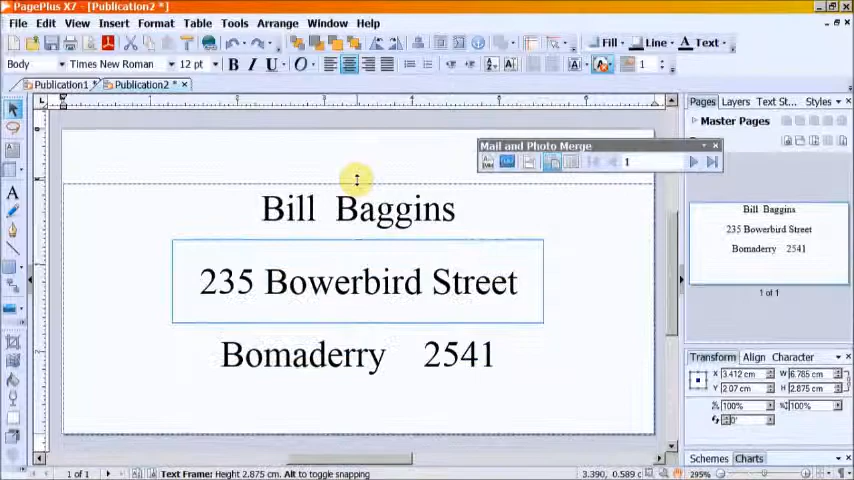 PagePlus X7 - [Publication2 *]
File Edit View Insert Format Table Tools Arrange Window Help
Fill Line A Text
Body Times New Roman 12 pt B I U O 1
Publication1 * Publication2 *
Pages Layers Text St... Styles
Master Pages
Mail and Photo Merge
1
Bill Baggins
235 Bowerbird Street
Bomaderry 2541
Bill Baggins
235 Bowerbird Street
Bomaderry 2541
1 of 1
Transform Align Character
X 3.412 cm W 6.785 cm
Y 2.07 cm H 2.875 cm
100% 100%
0°
Schemes Charts
1 of 1 Text Frame: Height 2.875 cm. Alt to toggle snapping 3.390, 0.589 c 295%